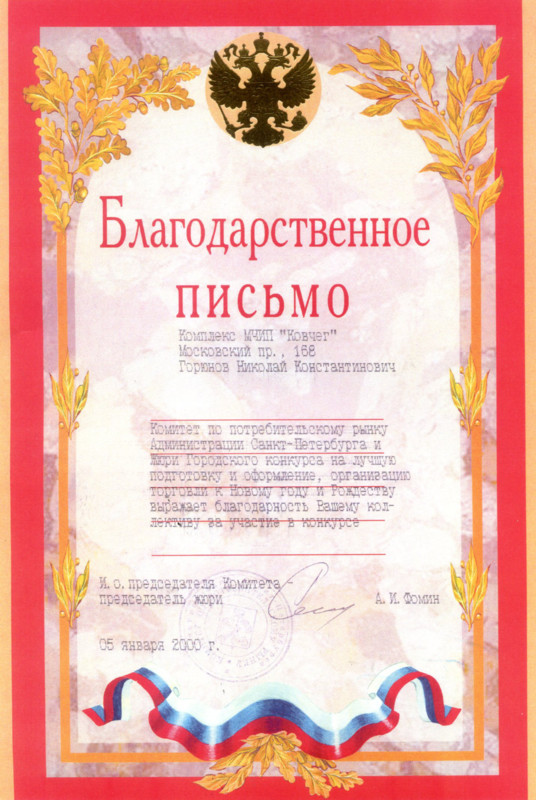 Благодарственное
письмо
Комплекс МЧИП "Ковчег"
Московский пр., 168
Горюнов Николай Константинович
Комитет по потребительскому рынку
Администрации Санкт-Петербурга и
Жюри Городского конкурса на лучшую
подготовку и оформление, организацию
торговли к Новому году и Рождеству
выражает благодарность Вашему кол-
лективу за участие в конкурсе
И.о.председателя Комитета-
председатель жюри
А.И.Фомин
05 января 2000 г.